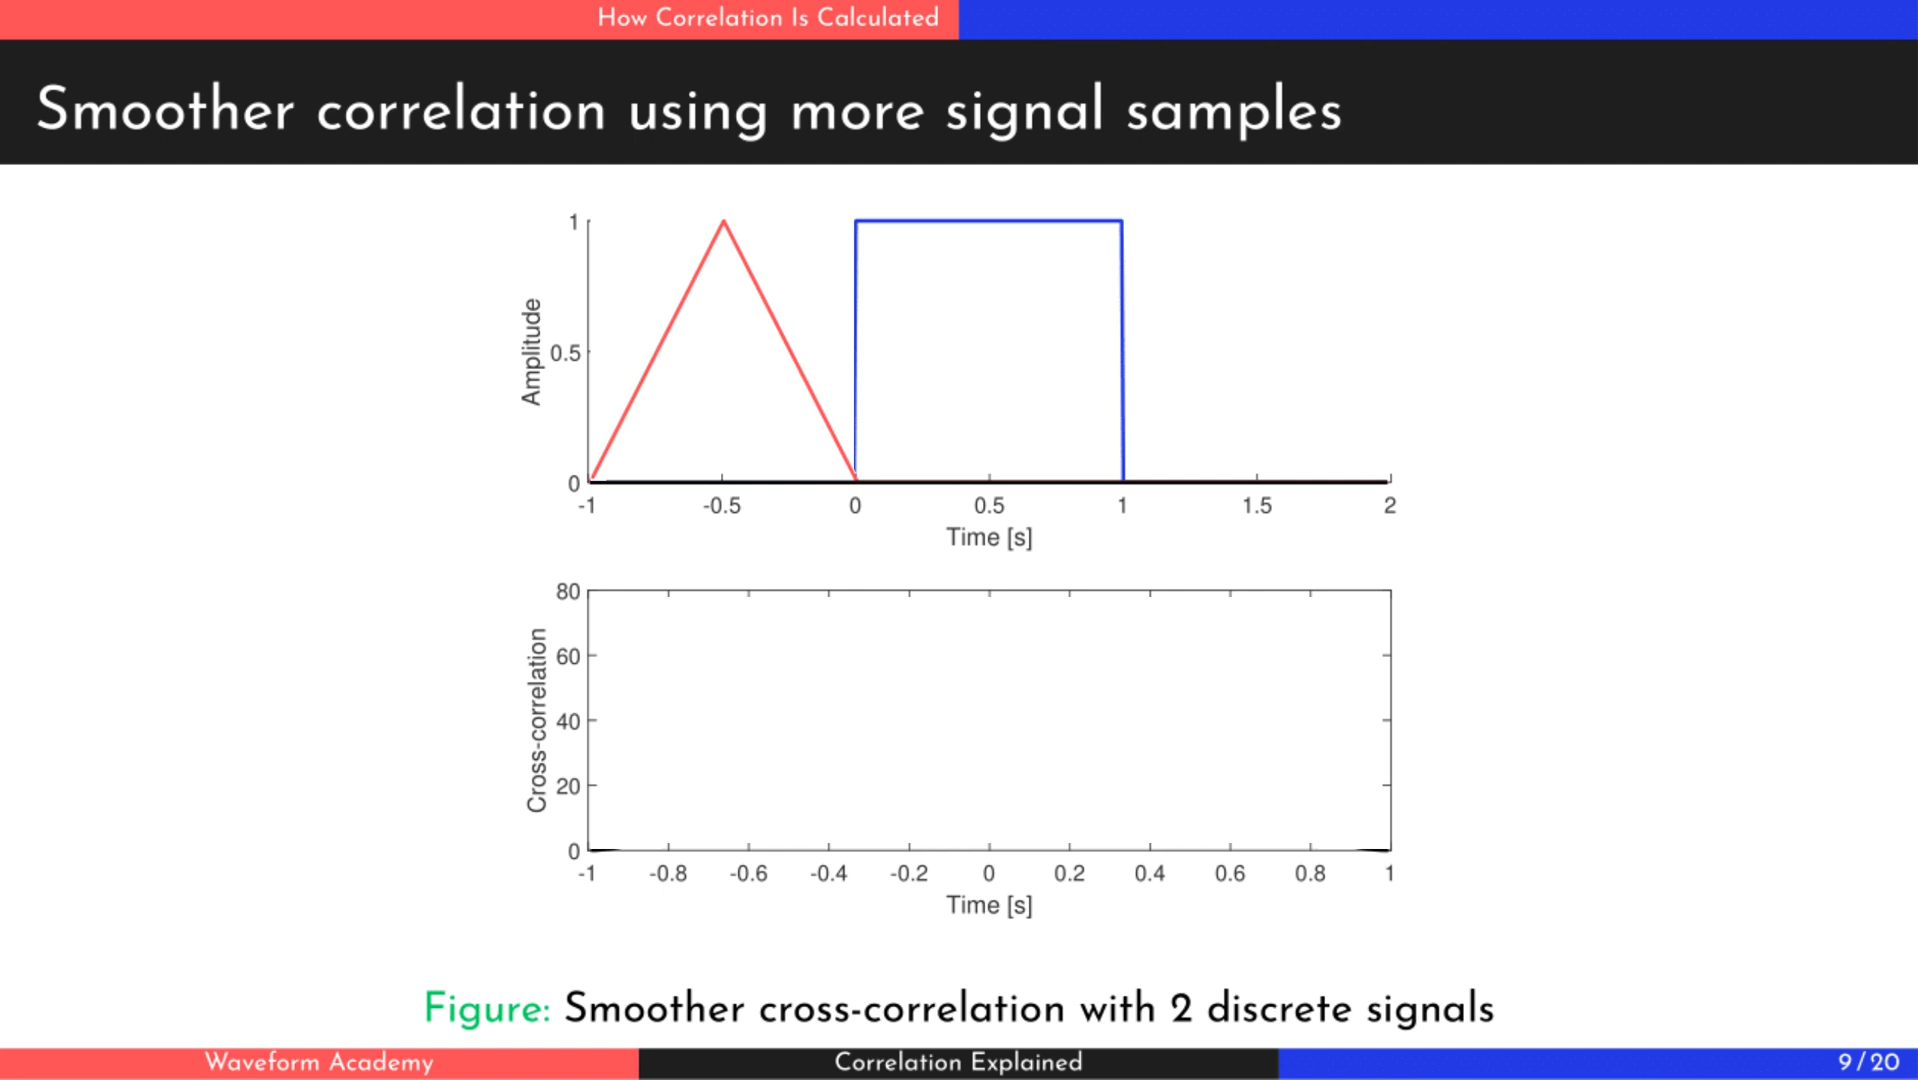 How Correlation Is Calculated
Smoother correlation using more signal samples
1
0.5
0
Amplitude
-1 -0.5 0 0.5 1 1.5 2
Time [s]
80
60
40
20
0
Cross-correlation
-1 -0.8 -0.6 -0.4 -0.2 0 0.2 0.4 0.6 0.8 1
Time [s]
Figure: Smoother cross-correlation with 2 discrete signals
Waveform Academy
Correlation Explained
9/20